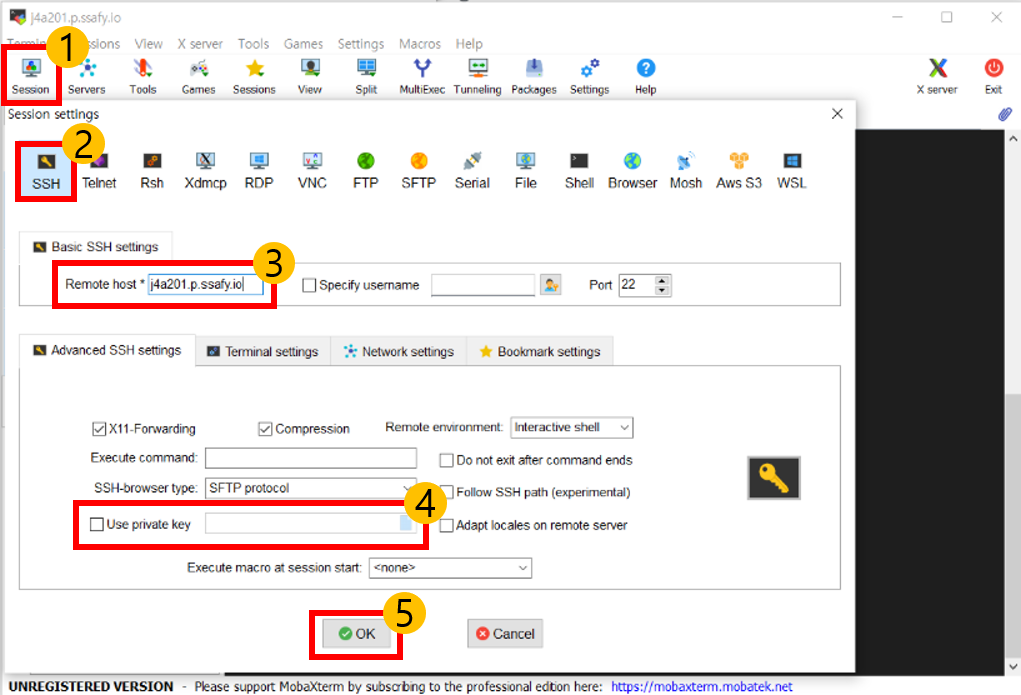 j4a201.p.ssafy.io
View X server Tools Games Settings Macros Help
1
Session Servers Tools Games Sessions View Split MultiExec Tunneling Packages Settings Help X server Exit
Session settings
2
SSH Telnet Rsh Xdmcp RDP VNC FTP SFTP Serial File Shell Browser Mosh Aws S3 WSL
Basic SSH settings
3
Remote host * j4a201.p.ssafy.io Specify username Port 22
Advanced SSH settings Terminal settings Network settings Bookmark settings
X11-Forwarding Compression Remote environment: Interactive shell
Execute command: Do not exit after command ends
SSH-browser type: SFTP protocol Follow SSH path (experimental)
4
Use private key Adapt locales on remote server
Execute macro at session start: <none>
5
OK Cancel
UNREGISTERED VERSION - Please support MobaXterm by subscribing to the professional edition here: https://mobaxterm.mobatek.net